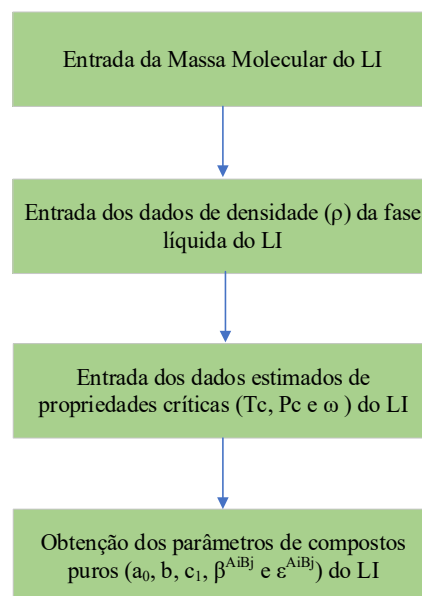 Entrada da Massa Molecular do LI
Entrada dos dados de densidade (ρ) da fase
líquida do LI
Entrada dos dados estimados de
propriedades críticas (Tc, Pc e ω ) do LI
Obtenção dos parâmetros de compostos
puros (a₀, b, c₁, β^AiBj e ε^AiBj) do LI